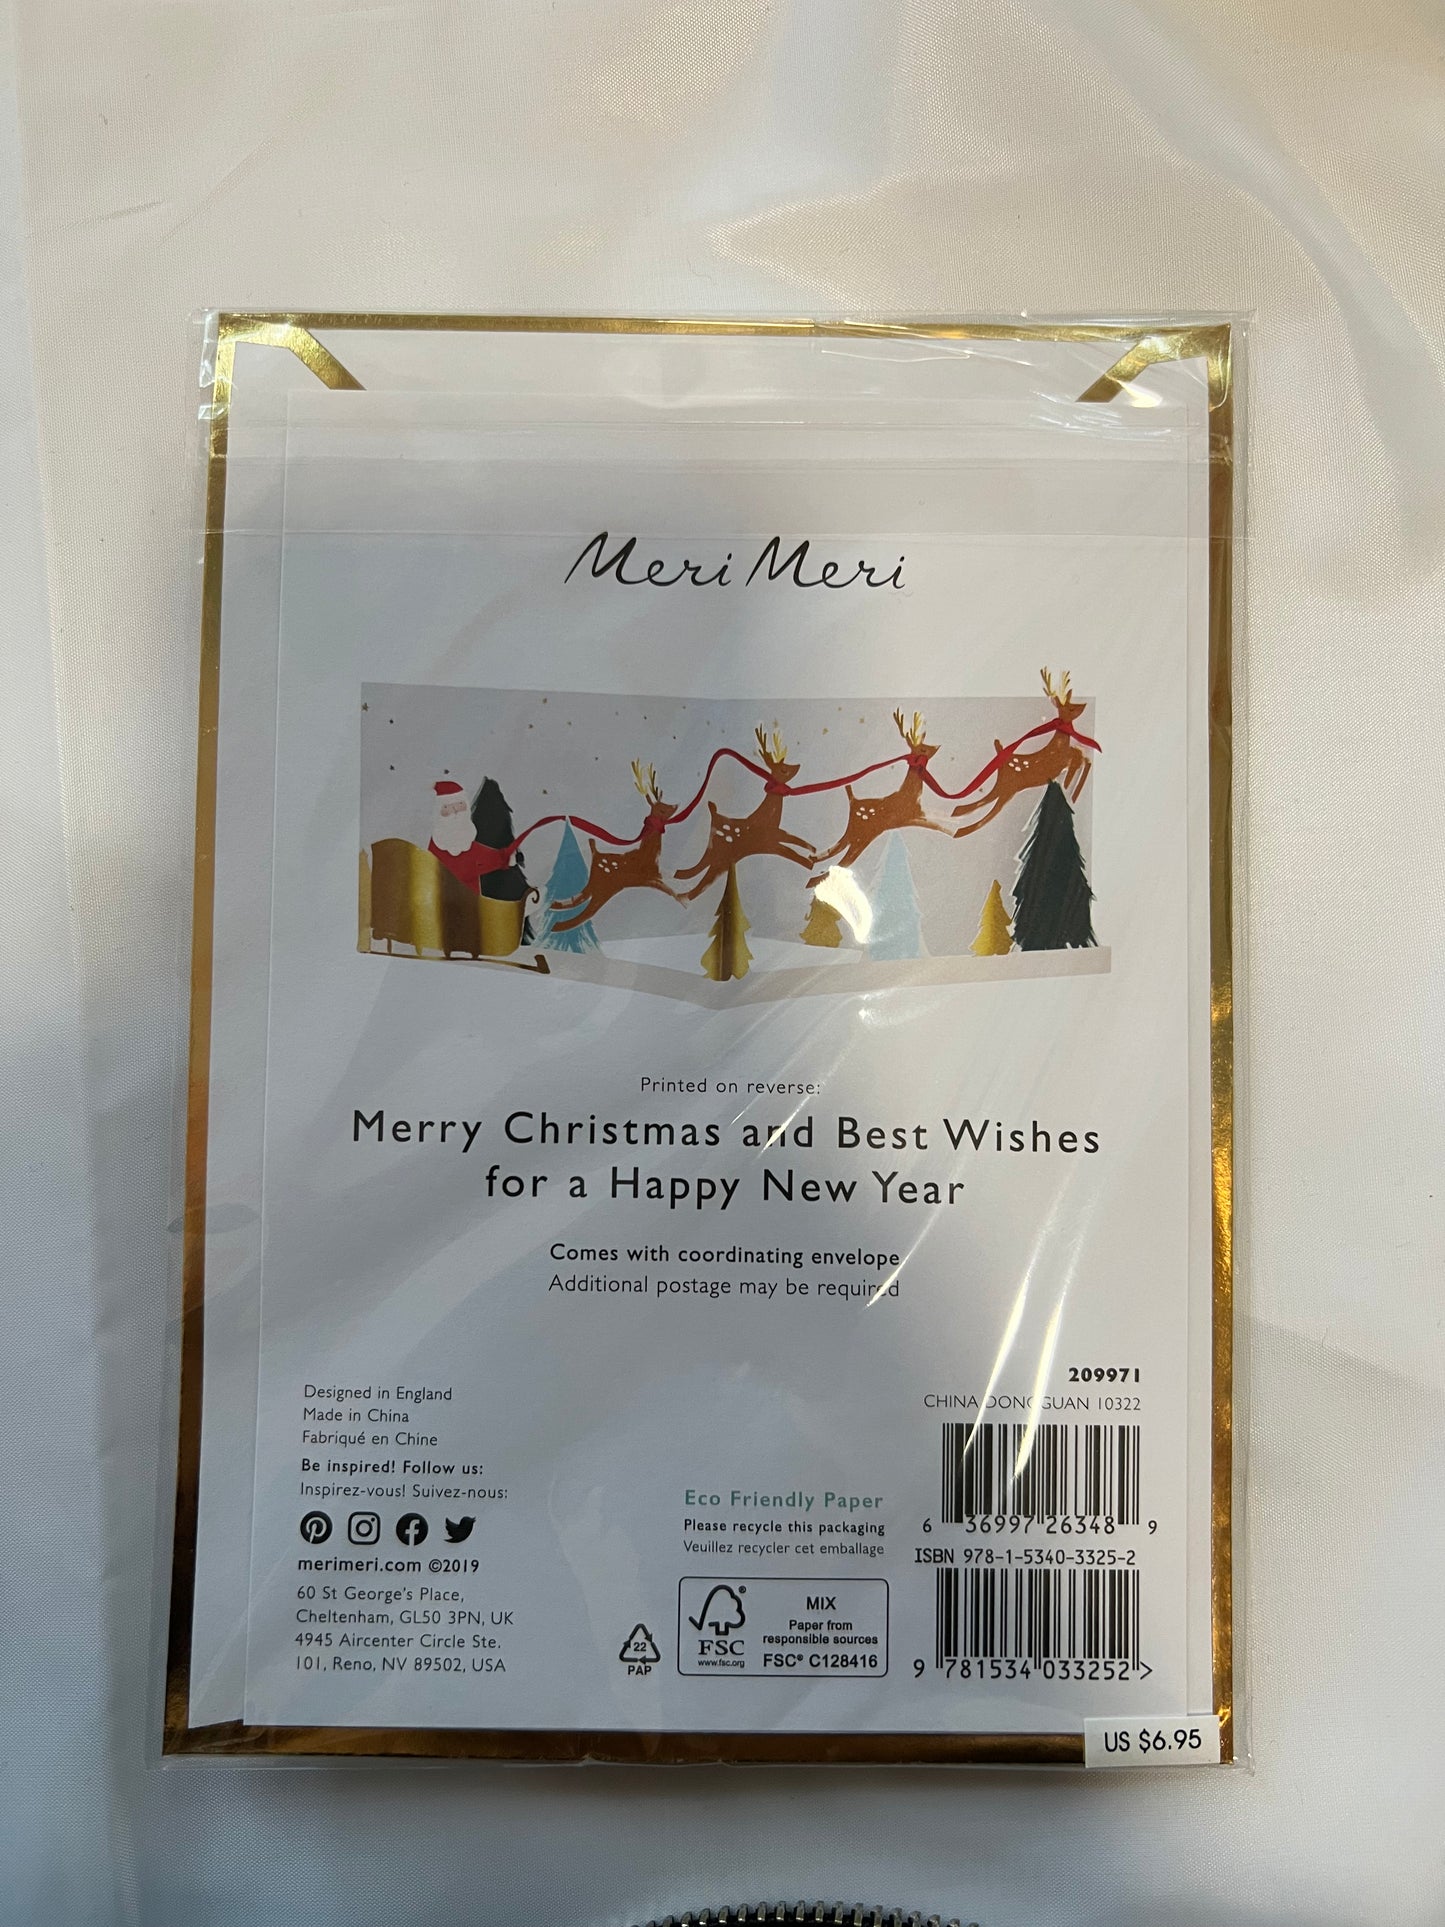 Meri Meri
Printed on reverse:
Merry Christmas and Best Wishes
for a Happy New Year
Comes with coordinating envelope
Additional postage may be required
Designed in England
Made in China
Fabriqué en Chine
Be inspired! Follow us:
Inspirez-vous! Suivez-nous:
merimeri.com ©2019
60 St George's Place,
Cheltenham, GL50 3PN, UK
4945 Aircenter Circle Ste.
101, Reno, NV 89502, USA
Eco Friendly Paper
Please recycle this packaging
Veuillez recycler cet emballage
22
PAP
FSC
www.fsc.org
MIX
Paper from
responsible sources
FSC® C128416
209971
CHINA DONGGUAN 10322
6 36997 26348 9
ISBN 978-1-5340-3325-2
9 781534 033252 >
US $6.95